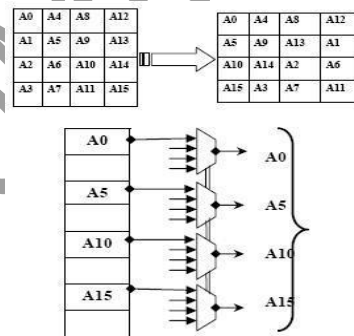 A0 A4 A8 A12
A1 A5 A9 A13
A2 A6 A10 A14
A3 A7 A11 A15
A0 A4 A8 A12
A5 A9 A13 A1
A10 A14 A2 A6
A15 A3 A7 A11
A0 A0
A5 A5
A10 A10
A15 A15